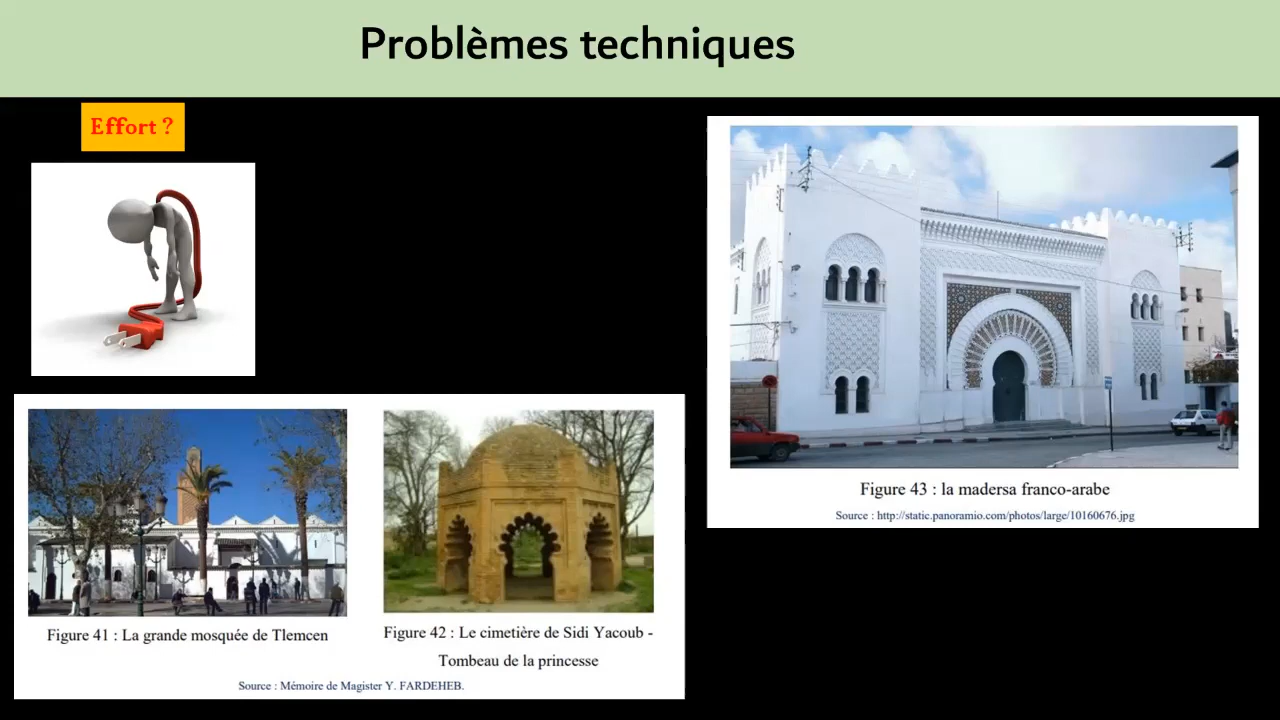 Problèmes techniques
Effort ?
Figure 43 : la madersa franco-arabe
Source : http://static.panoramio.com/photos/large/10160676.jpg
Figure 41 : La grande mosquée de Tlemcen
Figure 42 : Le cimetière de Sidi Yacoub -
Tombeau de la princesse
Source : Mémoire de Magister Y. FARDEHEB.